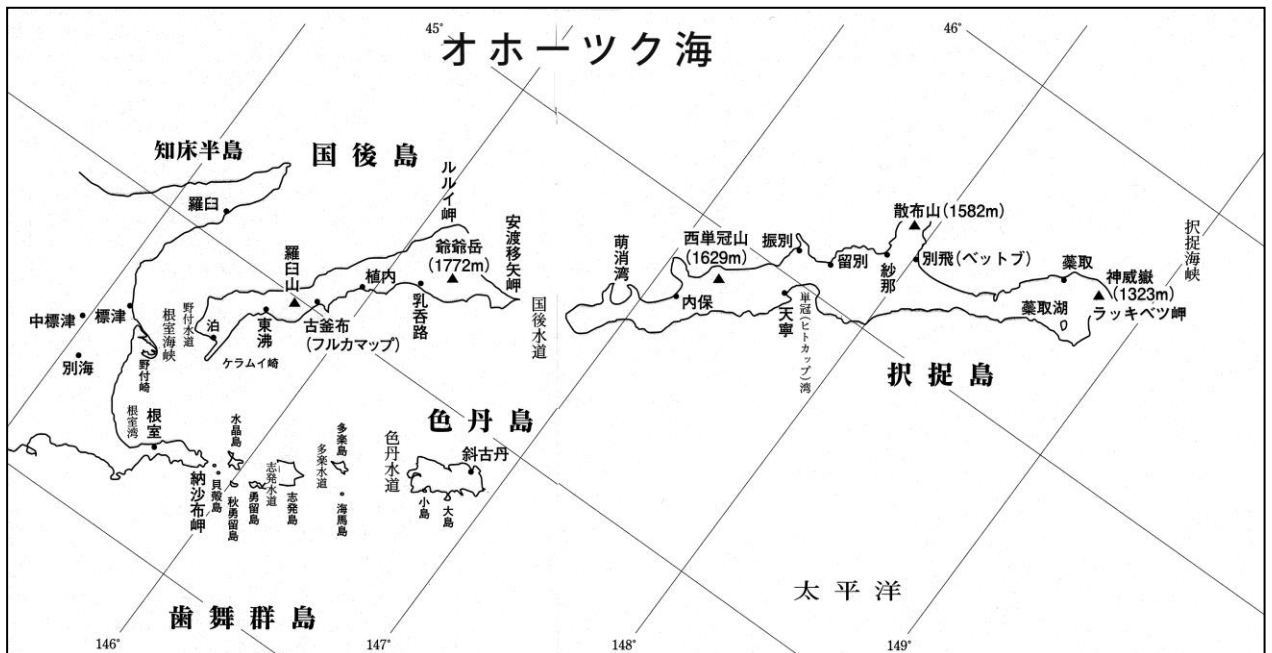 45°
46°
オホーツク海
知床半島
国後島
羅臼
ルルイ岬
爺爺岳
(1772m)
安渡移矢岬
羅臼山
植内
乳呑路
古釜布
(フルカマップ)
東沸
泊
ケラムイ崎
野付水道
根室海峡
標津
中標津
別海
野付崎
根室湾
根室
納沙布岬
国後水道
萌消湾
西単冠山
(1629m)
内保
振別
留別
紗那
散布山(1582m)
別飛(ベットブ)
天寧
単冠(ヒトカップ)湾
蘂取
神威嶽
(1323m)
ラッキベツ岬
蘂取湖
択捉海峡
択捉島
色丹島
色丹水道
斜古丹
小島
大島
多楽島
多楽水道
海馬島
水晶島
志発水道
志発島
勇留島
秋勇留島
貝殻島
歯舞群島
太平洋
146°
147°
148°
149°